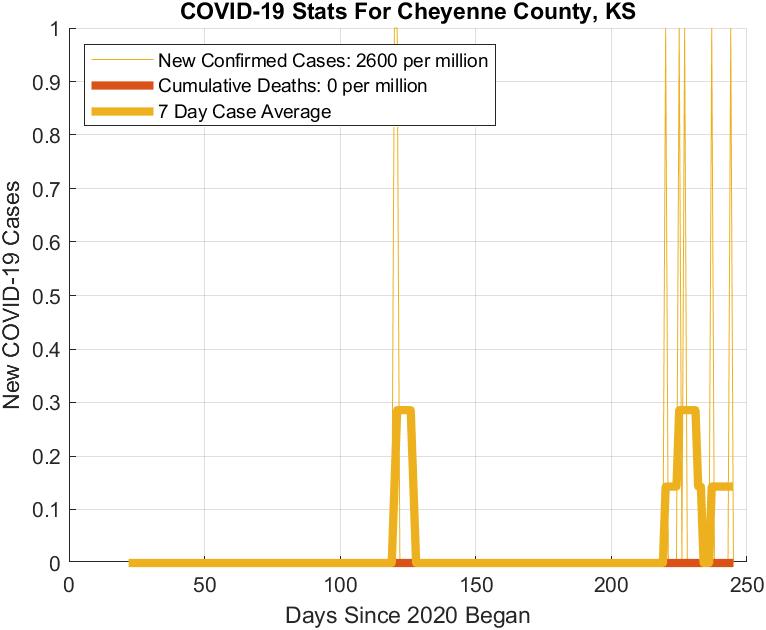 COVID-19 Stats For Cheyenne County, KS
New Confirmed Cases: 2600 per million
Cumulative Deaths: 0 per million
7 Day Case Average
New COVID-19 Cases
1
0.9
0.8
0.7
0.6
0.5
0.4
0.3
0.2
0.1
0
0 50 100 150 200 250
Days Since 2020 Began